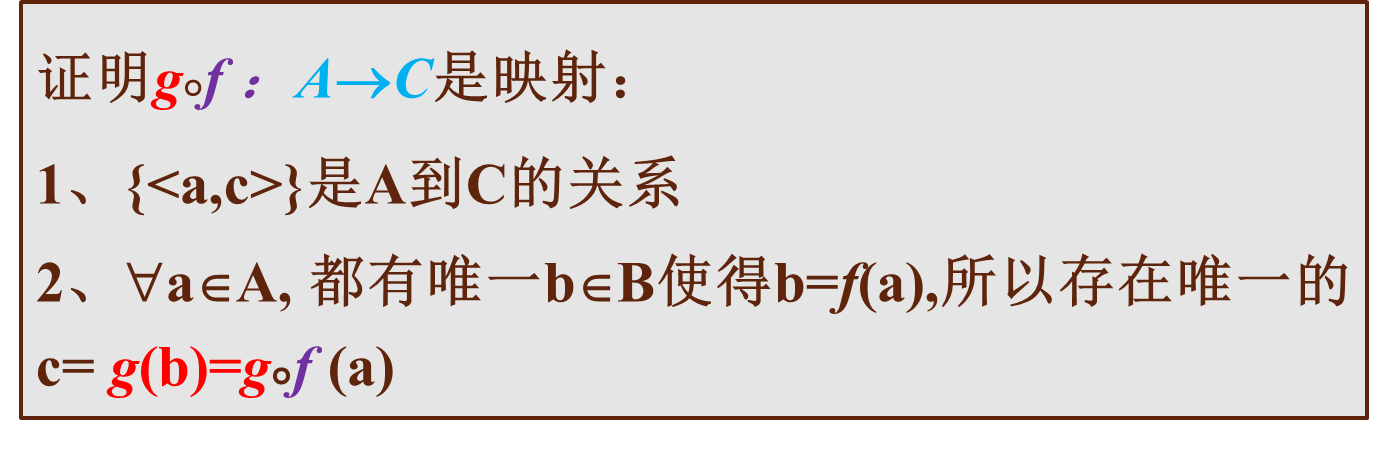 证明g∘f：A→C是映射：
1、{<a,c>}是A到C的关系
2、∀a∈A, 都有唯一b∈B使得b=f(a),所以存在唯一的
c= g(b)=g∘f (a)